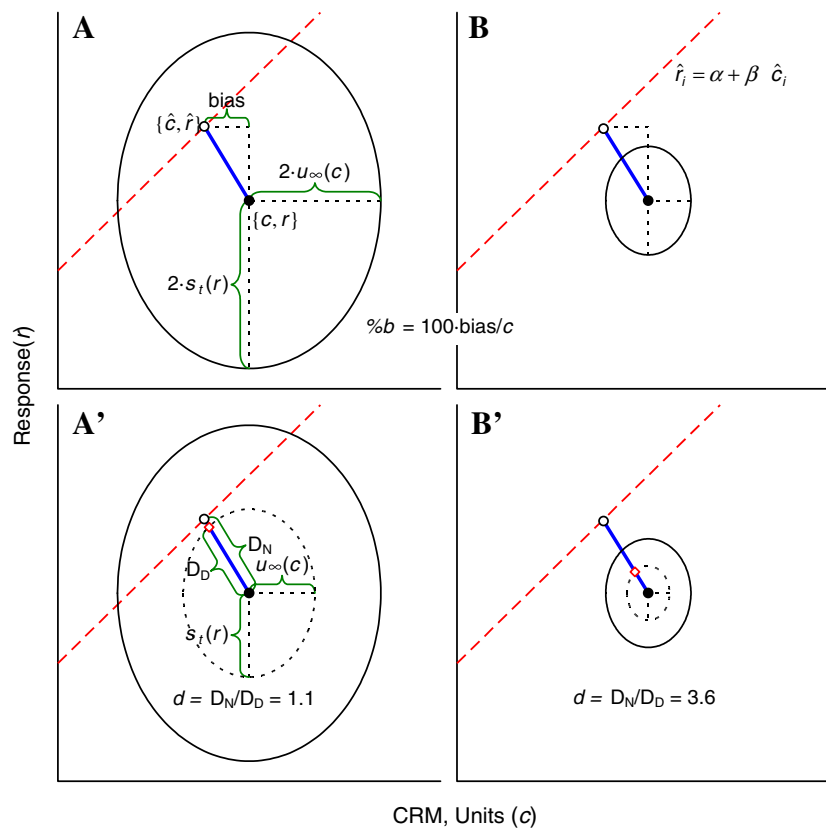 A
bias
{ĉ, r̂}
2·u∞(c)
{c, r}
2·sₜ(r)
%b = 100·bias/c
B
r̂ᵢ = α + β ĉᵢ
Response(r)
A’
D_N
D_D
u∞(c)
sₜ(r)
d = D_N/D_D = 1.1
B’
d = D_N/D_D = 3.6
CRM, Units (c)